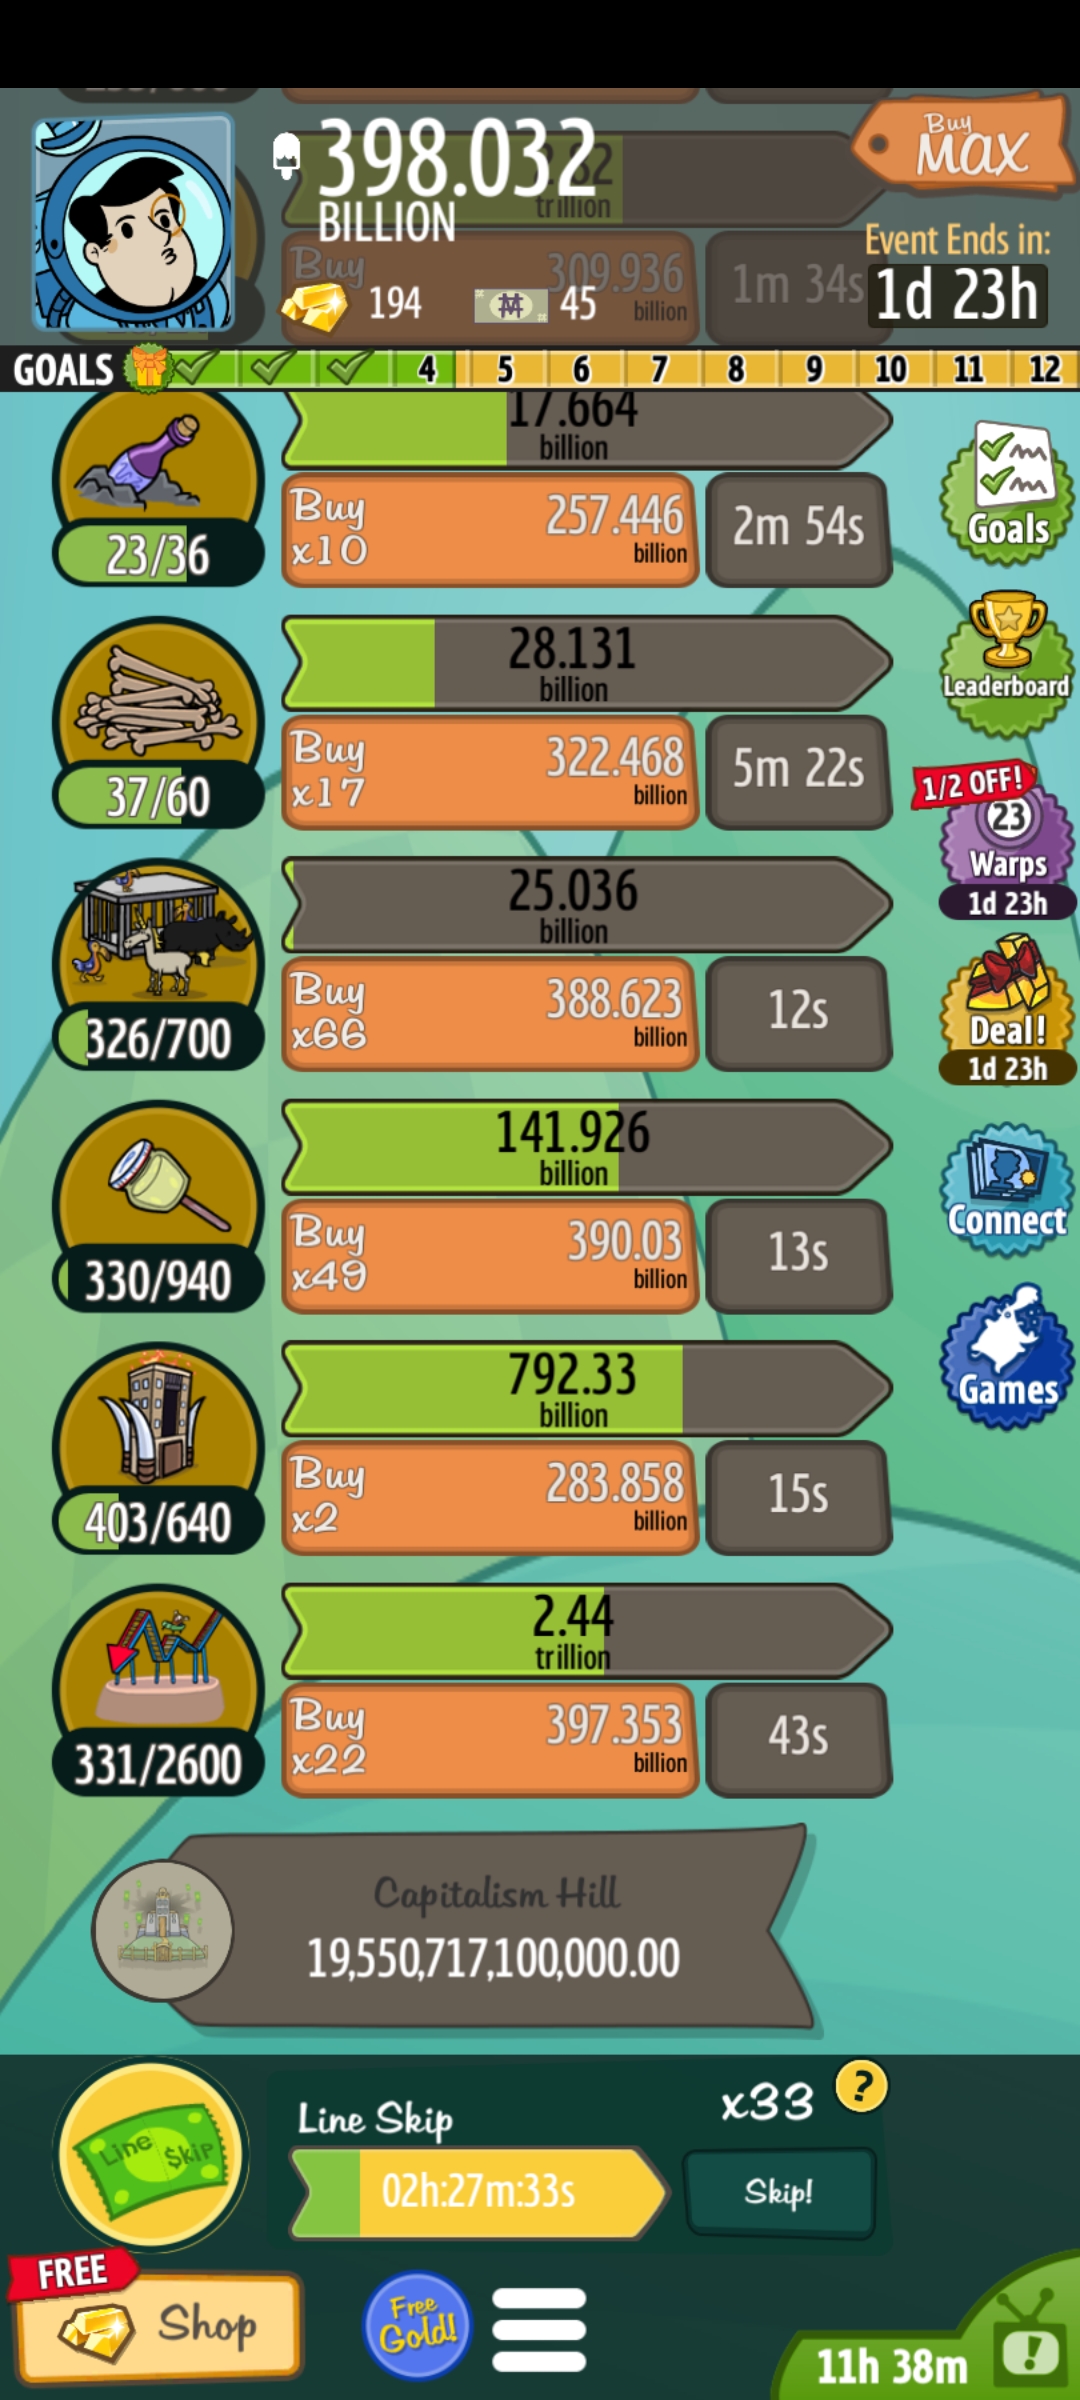 398.032
BILLION
Buy
MAX
trillion
Buy
309.936
billion
1m 34s
Event Ends in:
1d 23h
194
45
GOALS
4
5
6
7
8
9
10
11
12
17.664
billion
23/36
Buy
x10
257.446
billion
2m 54s
Goals
28.131
billion
37/60
Buy
x17
322.468
billion
5m 22s
Leaderboard
1/2 OFF!
23
Warps
1d 23h
25.036
billion
326/700
Buy
x66
388.623
billion
12s
Deal!
1d 23h
141.926
billion
330/940
Buy
x49
390.03
billion
13s
Connect
792.33
billion
403/640
Buy
x2
283.858
billion
15s
Games
2.44
trillion
331/2600
Buy
x22
397.353
billion
43s
Capitalism Hill
19,550,717,100,000.00
Line $kip
Line Skip
x33
?
02h:27m:33s
Skip!
FREE
Shop
Free
Gold!
11h 38m
!